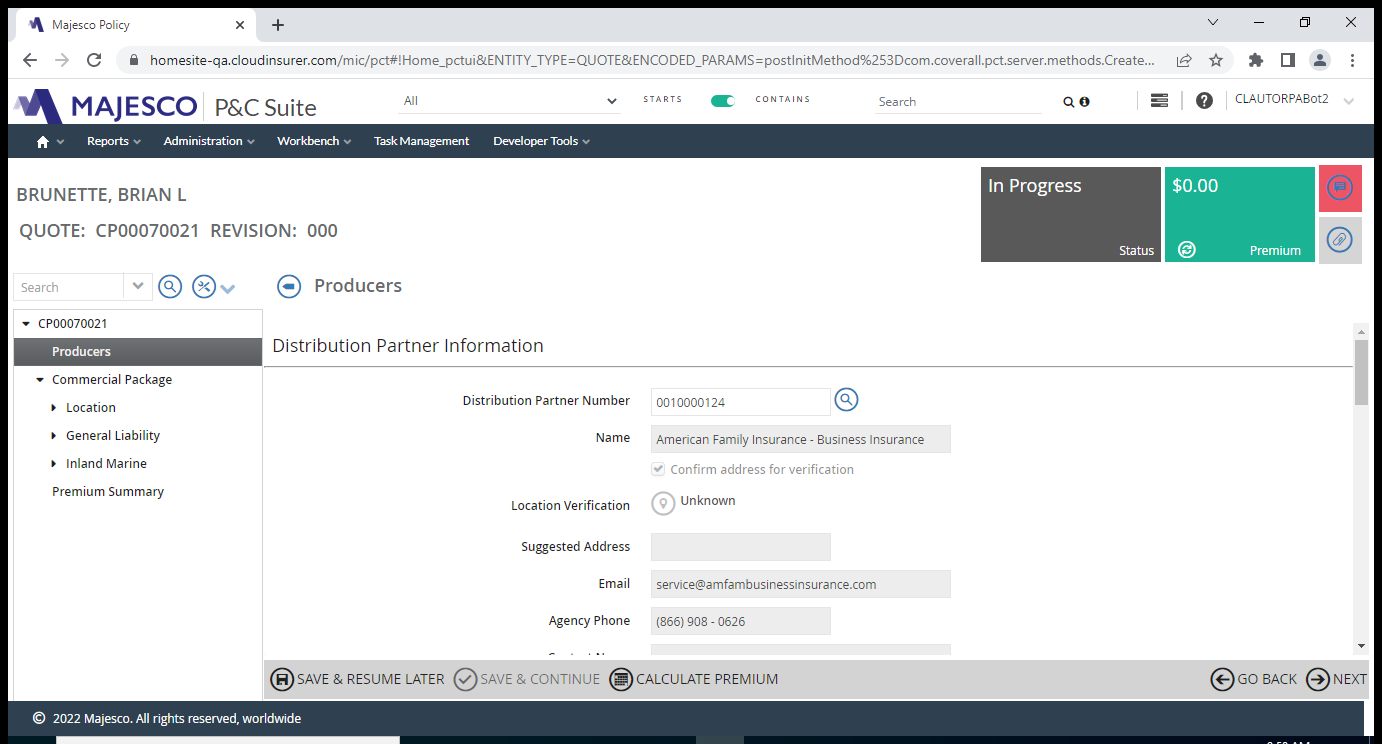 Majesco Policy
homesite-qa.cloudinsurer.com/mic/pct#!Home_pctui&ENTITY_TYPE=QUOTE&ENCODED_PARAMS=postInitMethod%253Dcom.coverall.pct.server.methods.Create...
MAJESCO P&C Suite
All
STARTS CONTAINS
Search
CLAUTORPABot2
Reports Administration Workbench Task Management Developer Tools
BRUNETTE, BRIAN L
QUOTE: CP00070021 REVISION: 000
In Progress
Status
$0.00
Premium
Search
Producers
CP00070021
Producers
Commercial Package
Location
General Liability
Inland Marine
Premium Summary
Distribution Partner Information
Distribution Partner Number 0010000124
Name American Family Insurance - Business Insurance
Confirm address for verification
Location Verification Unknown
Suggested Address
Email service@amfambusinessinsurance.com
Agency Phone (866) 908 - 0626
SAVE & RESUME LATER SAVE & CONTINUE CALCULATE PREMIUM GO BACK NEXT
© 2022 Majesco. All rights reserved, worldwide